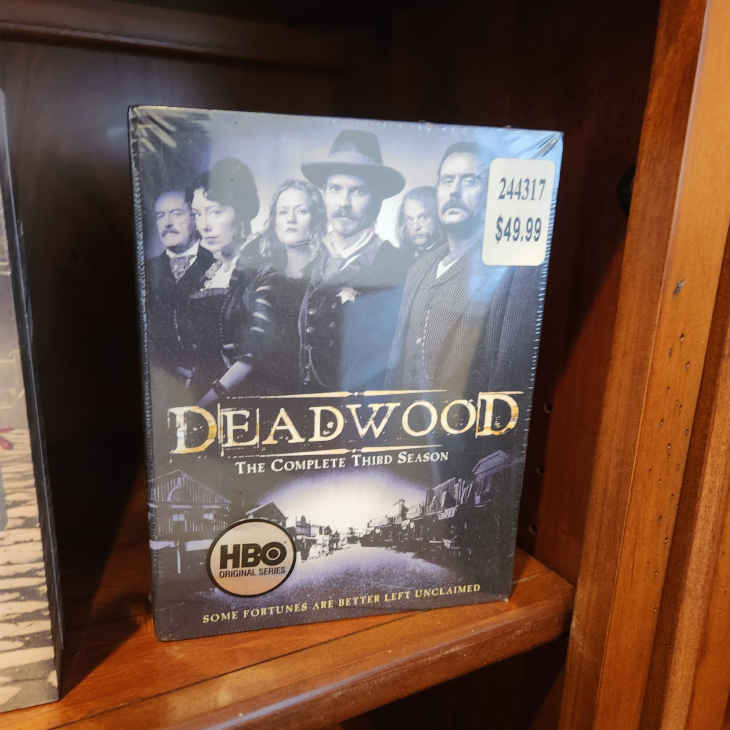 244317
$49.99
DEADWOOD
THE COMPLETE THIRD SEASON
HBO
ORIGINAL SERIES
SOME FORTUNES ARE BETTER LEFT UNCLAIMED